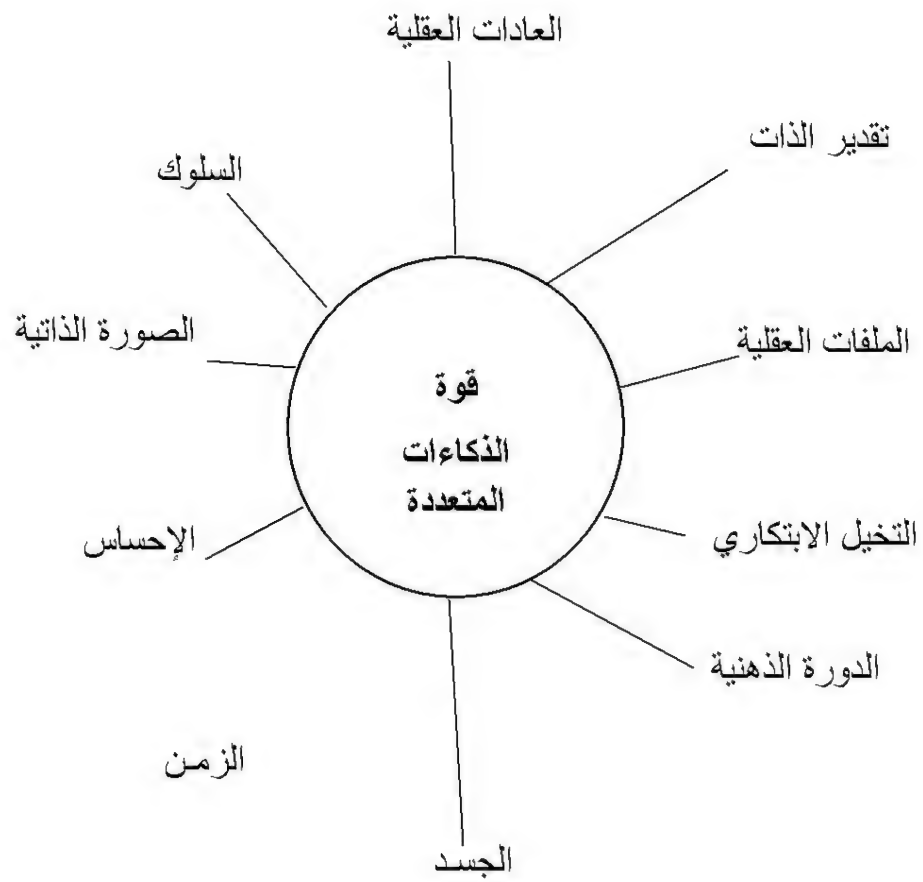 العادات العقلية
تقدير الذات
السلوك
الملفات العقلية
الصورة الذاتية
قوة
الذكاءات
المتعددة
التخيل الابتكاري
الإحساس
الدورة الذهنية
الزمن
الجسد